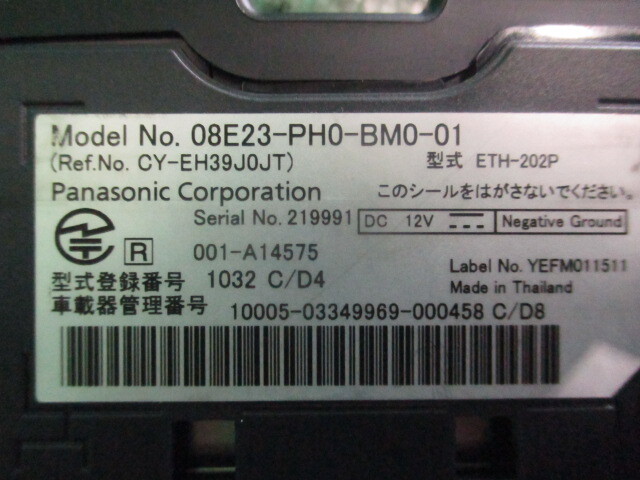 Model No. 08E23-PH0-BM0-01
(Ref.No. CY-EH39J0JT) 型式 ETH-202P
Panasonic Corporation このシールをはがさないでください。
Serial No. 219991 DC 12V Negative Ground
R 001-A14575
型式登録番号 1032 C/D4 Label No. YEFM011511
Made in Thailand
車載器管理番号 10005-03349969-000458 C/D8